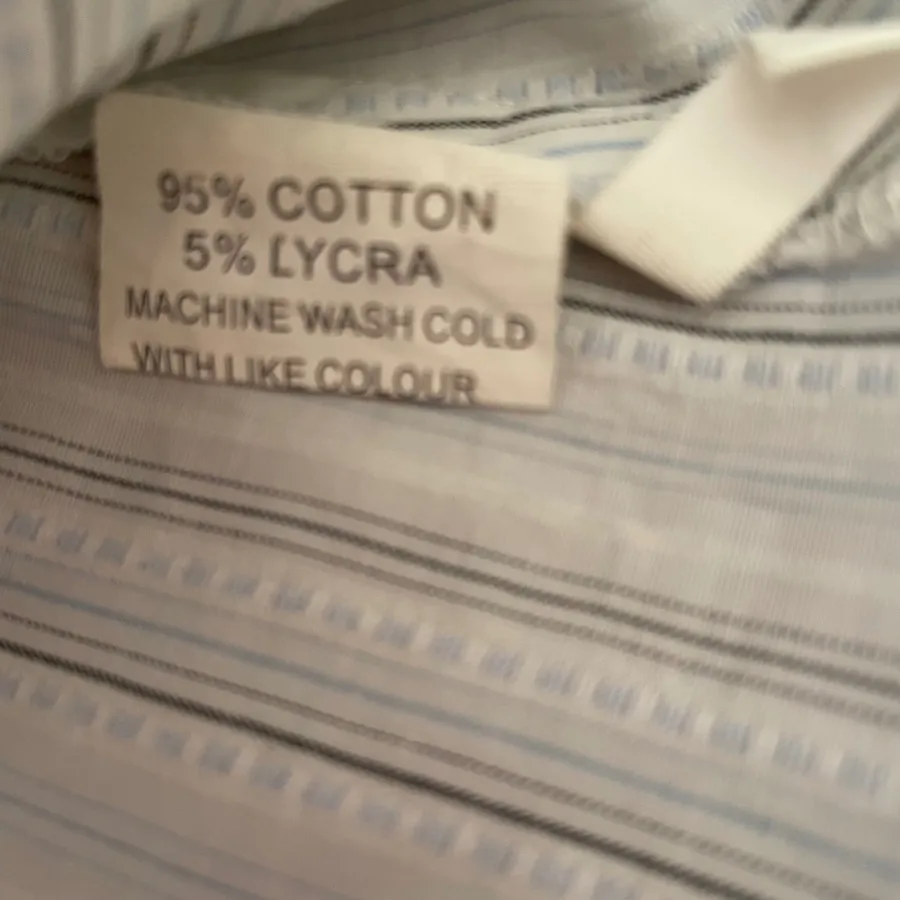 95% COTTON
5% LYCRA
MACHINE WASH COLD
WITH LIKE COLOUR